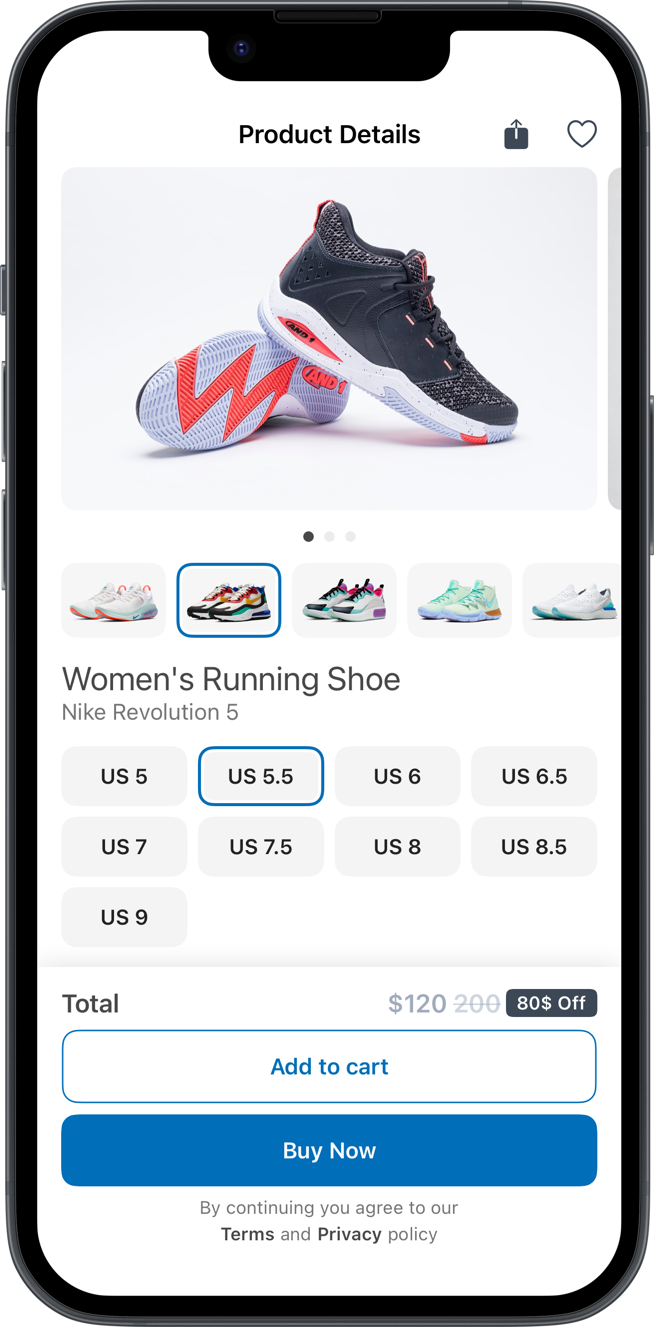 Product Details
AND1
AND1
Women's Running Shoe
Nike Revolution 5
US 5
US 5.5
US 6
US 6.5
US 7
US 7.5
US 8
US 8.5
US 9
Total
$120 200 80$ Off
Add to cart
Buy Now
By continuing you agree to our
Terms and Privacy policy